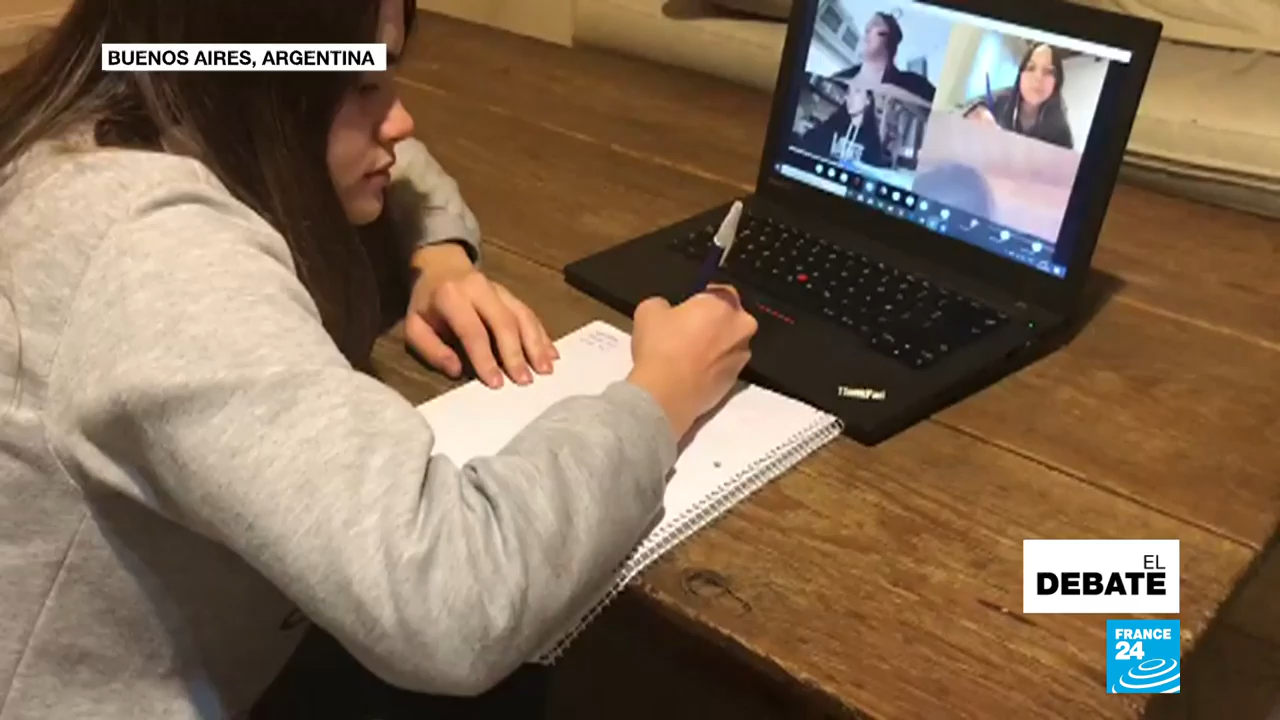 BUENOS AIRES, ARGENTINA
ThinkPad
EL
DEBATE
FRANCE
24